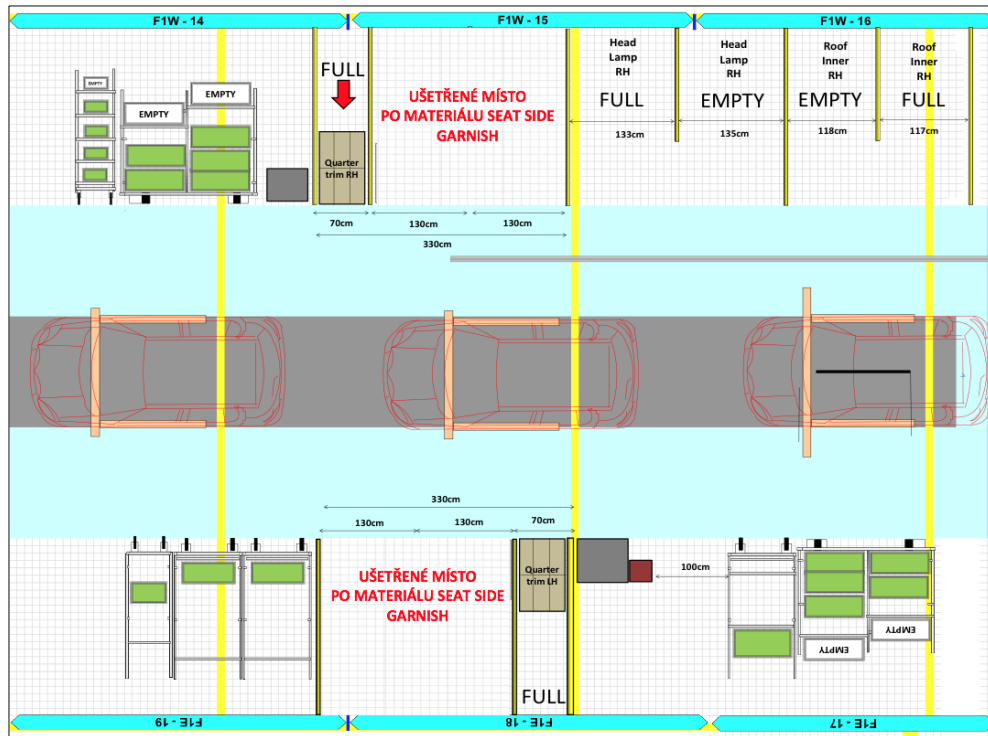 F1W - 14
F1W - 15
F1W - 16
FULL
Quarter
trim RH
UŠETŘENÉ MÍSTO
PO MATERIÁLU SEAT SIDE
GARNISH
Head
Lamp
RH
FULL
Head
Lamp
RH
EMPTY
Roof
Inner
RH
EMPTY
Roof
Inner
RH
FULL
EMPTY
EMPTY
EMPTY
133cm
135cm
118cm
117cm
70cm
130cm
130cm
330cm
330cm
130cm
130cm
70cm
UŠETŘENÉ MÍSTO
PO MATERIÁLU SEAT SIDE
GARNISH
Quarter
trim LH
FULL
100cm
EMPTY
EMPTY
F1E - 19
F1E - 18
F1E - 17